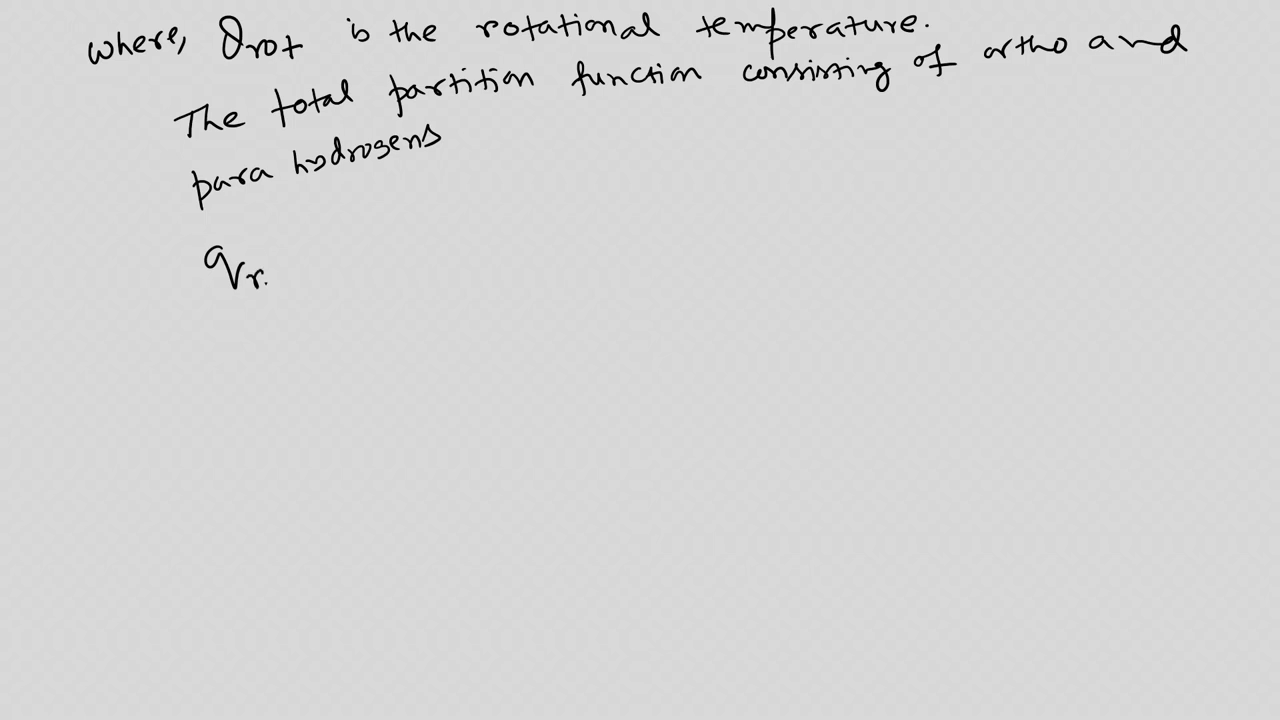 where, θrot is the rotational temperature.
The total partition function consisting of ortho and
para hydrogens
qr.